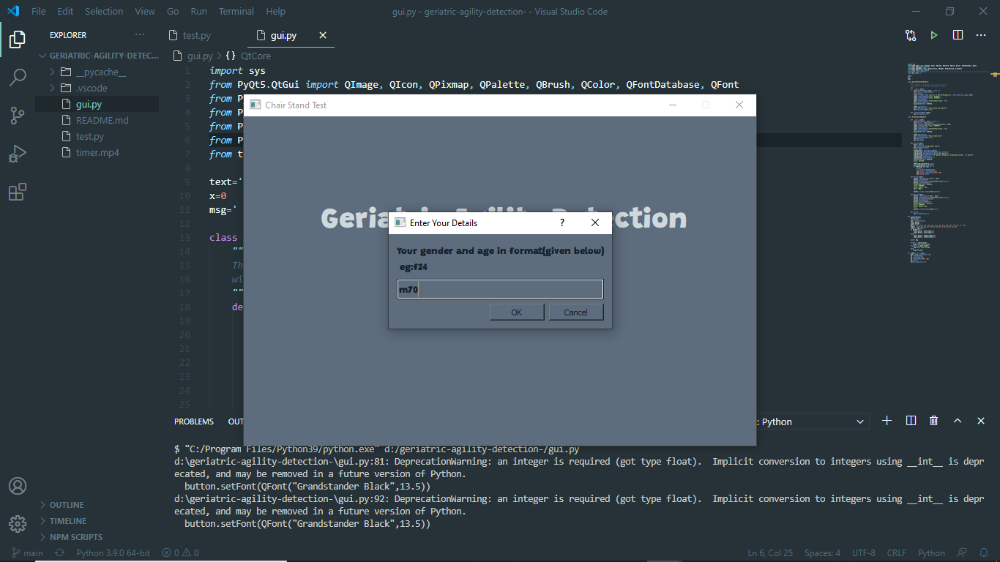 File Edit Selection View Go Run Terminal Help
gui.py - geriatric-agility-detection- - Visual Studio Code
EXPLORER
GERIATRIC-AGILITY-DETEC...
__pycache__
.vscode
gui.py
README.md
test.py
timer.mp4
OUTLINE
TIMELINE
NPM SCRIPTS
test.py
gui.py
gui.py > {} QtCore
1 import sys
2 from PyQt5.QtGui import QImage, QIcon, QPixmap, QPalette, QBrush, QColor, QFontDatabase, QFont
3 from P
4 from P
5 from P
6 from P
7 from t
8
9 text='
10 x=0
11 msg='
12
13 class
14 ""
15 Th
16 wi
17 ""
18 de
19
20
21
22
23
24
25
Chair Stand Test
Detection
Enter Your Details
?
Your gender and age in format(given below)
eg:f24
m70
OK Cancel
PROBLEMS OUT
: Python
$ "C:/Program Files/Python39/python.exe" d:/geriatric-agility-detection-/gui.py
d:\geriatric-agility-detection-\gui.py:81: DeprecationWarning: an integer is required (got type float). Implicit conversion to integers using __int__ is depr
ecated, and may be removed in a future version of Python.
button.setFont(QFont("Grandstander Black",13.5))
d:\geriatric-agility-detection-\gui.py:92: DeprecationWarning: an integer is required (got type float). Implicit conversion to integers using __int__ is depr
ecated, and may be removed in a future version of Python.
button.setFont(QFont("Grandstander Black",13.5))
main Python 3.9.0 64-bit 0 0 Ln 6, Col 25 Spaces: 4 UTF-8 CRLF Python